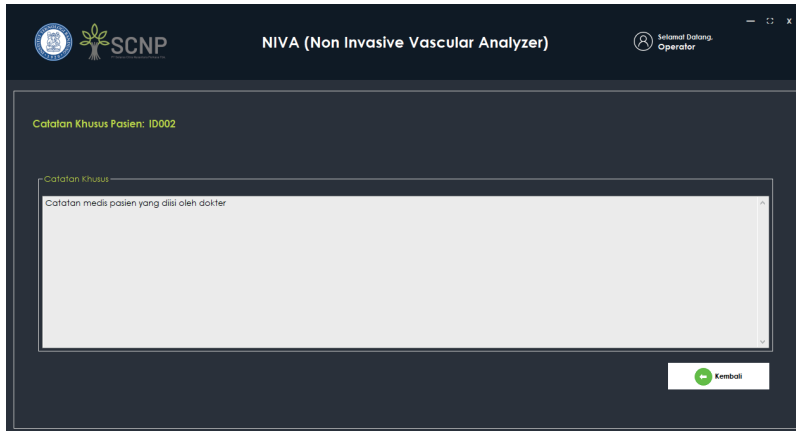 SCNP
NIVA (Non Invasive Vascular Analyzer)
Selamat Datang,
Operator
Catatan Khusus Pasien: ID002
Catatan Khusus
Catatan medis pasien yang diisi oleh dokter
Kembali